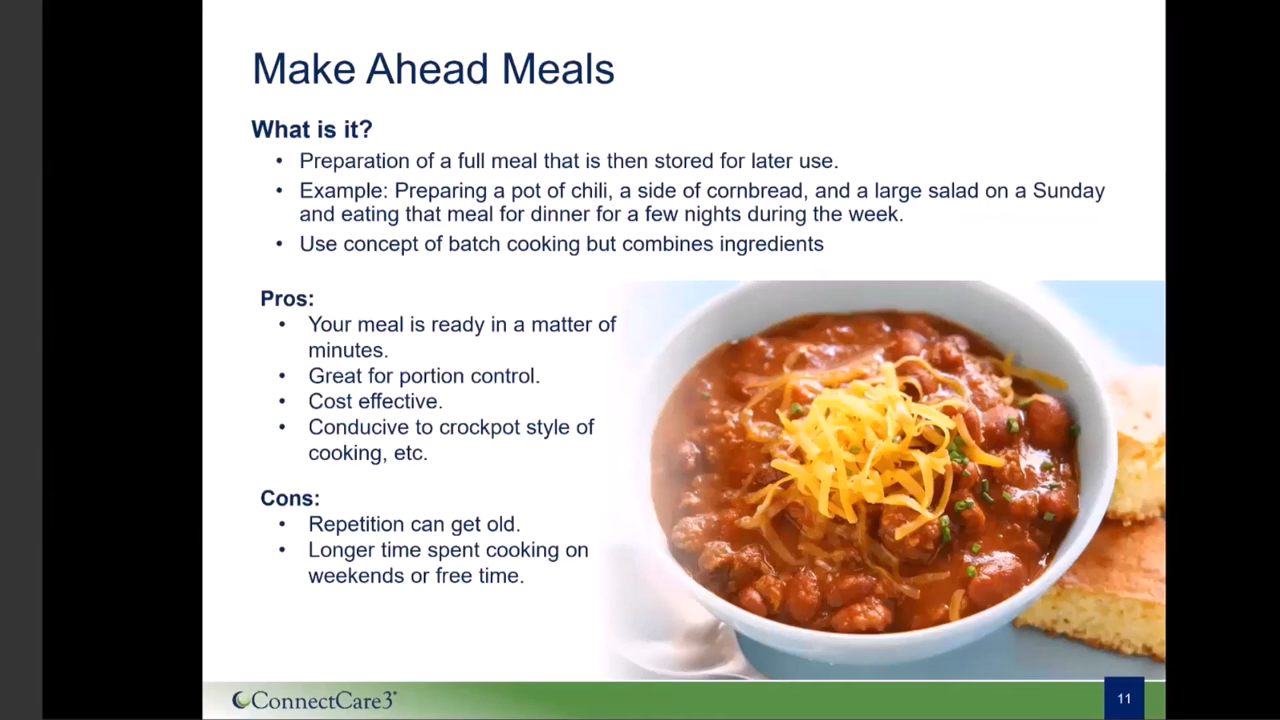 Make Ahead Meals
What is it?
• Preparation of a full meal that is then stored for later use.
• Example: Preparing a pot of chili, a side of cornbread, and a large salad on a Sunday
and eating that meal for dinner for a few nights during the week.
• Use concept of batch cooking but combines ingredients
Pros:
• Your meal is ready in a matter of
minutes.
• Great for portion control.
• Cost effective.
• Conducive to crockpot style of
cooking, etc.
Cons:
• Repetition can get old.
• Longer time spent cooking on
weekends or free time.
ConnectCare3
11